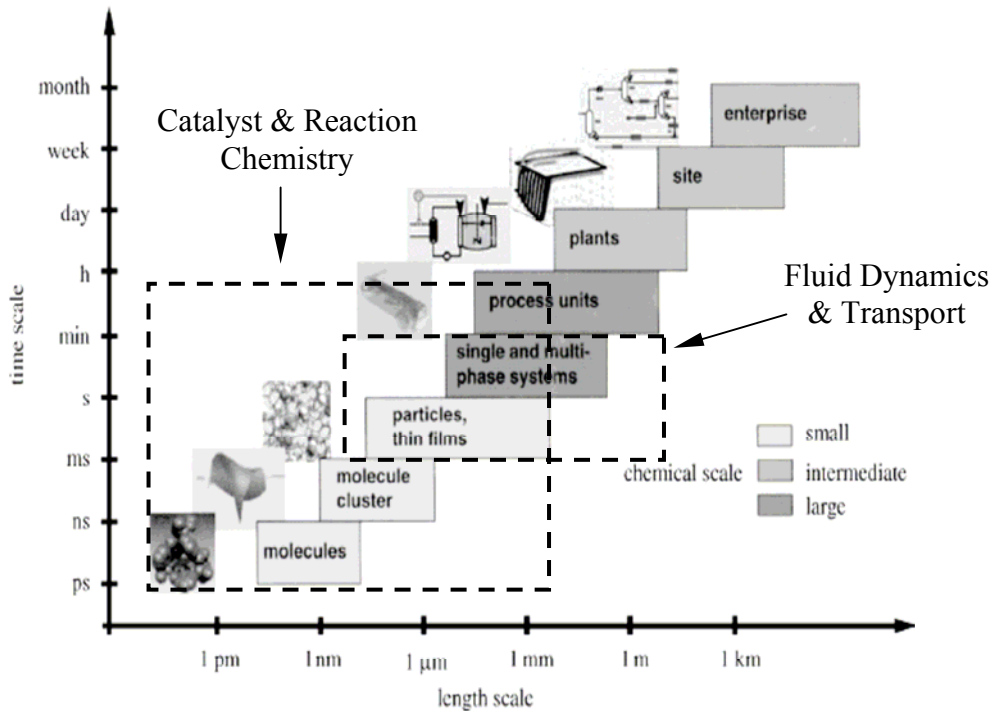 month
week
day
h
min
s
ms
ns
ps
time scale
Catalyst & Reaction
Chemistry
enterprise
site
plants
process units
single and multi-
phase systems
particles,
thin films
molecule
cluster
molecules
Fluid Dynamics
& Transport
small
chemical scale
intermediate
large
1 pm
1 nm
1 μm
1 mm
1 m
1 km
length scale